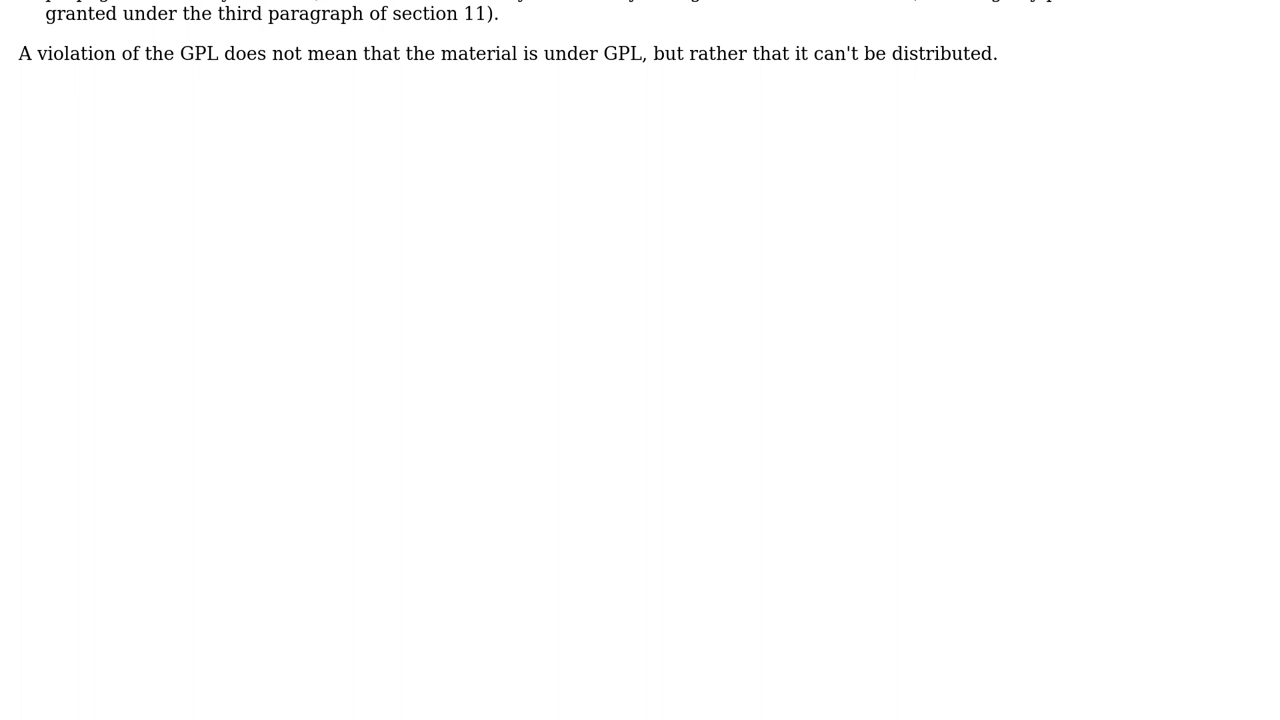 granted under the third paragraph of section 11).
A violation of the GPL does not mean that the material is under GPL, but rather that it can't be distributed.